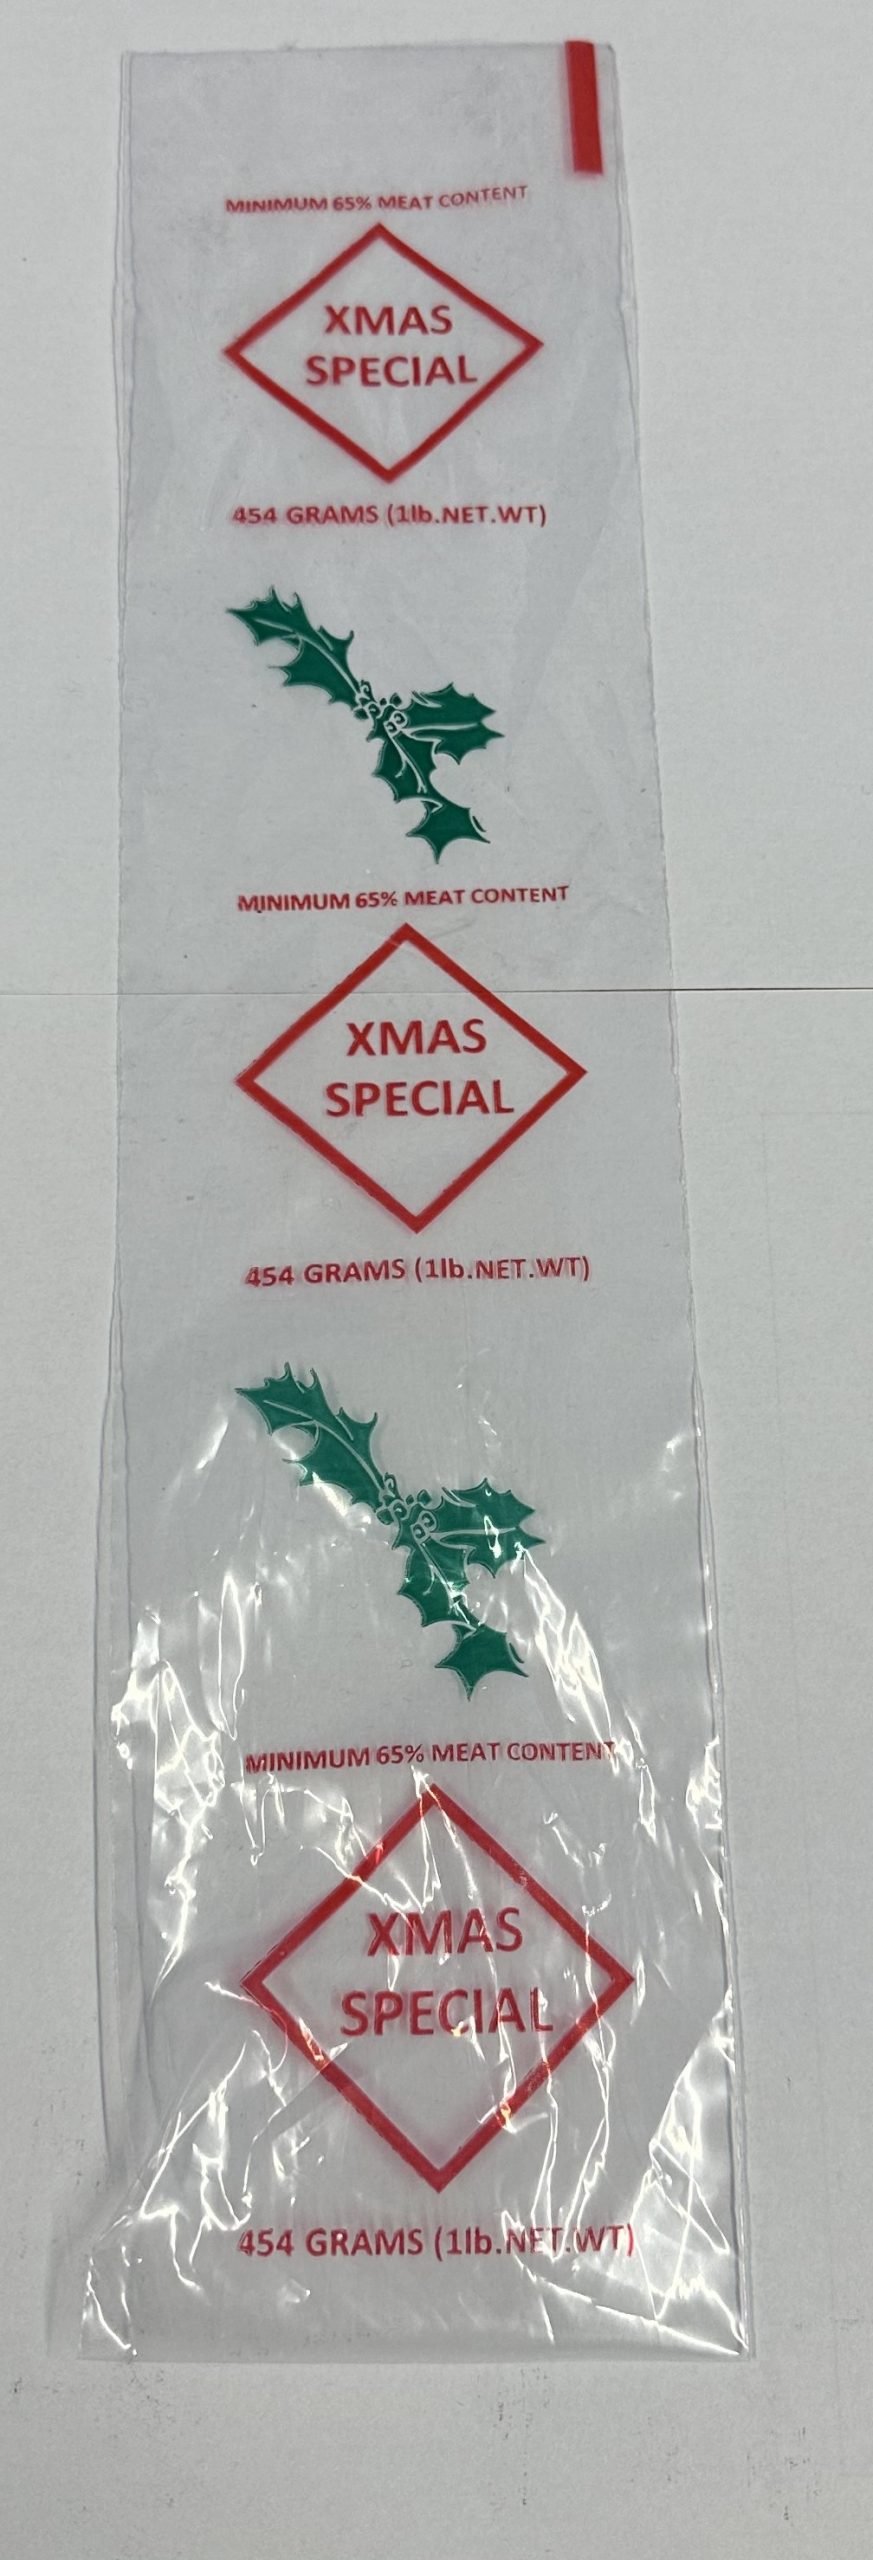 MINIMUM 65% MEAT CONTENT
XMAS
SPECIAL
454 GRAMS (1lb.NET.WT)
MINIMUM 65% MEAT CONTENT
XMAS
SPECIAL
454 GRAMS (1lb.NET.WT)
MINIMUM 65% MEAT CONTENT
XMAS
SPECIAL
454 GRAMS (1lb.NET.WT)